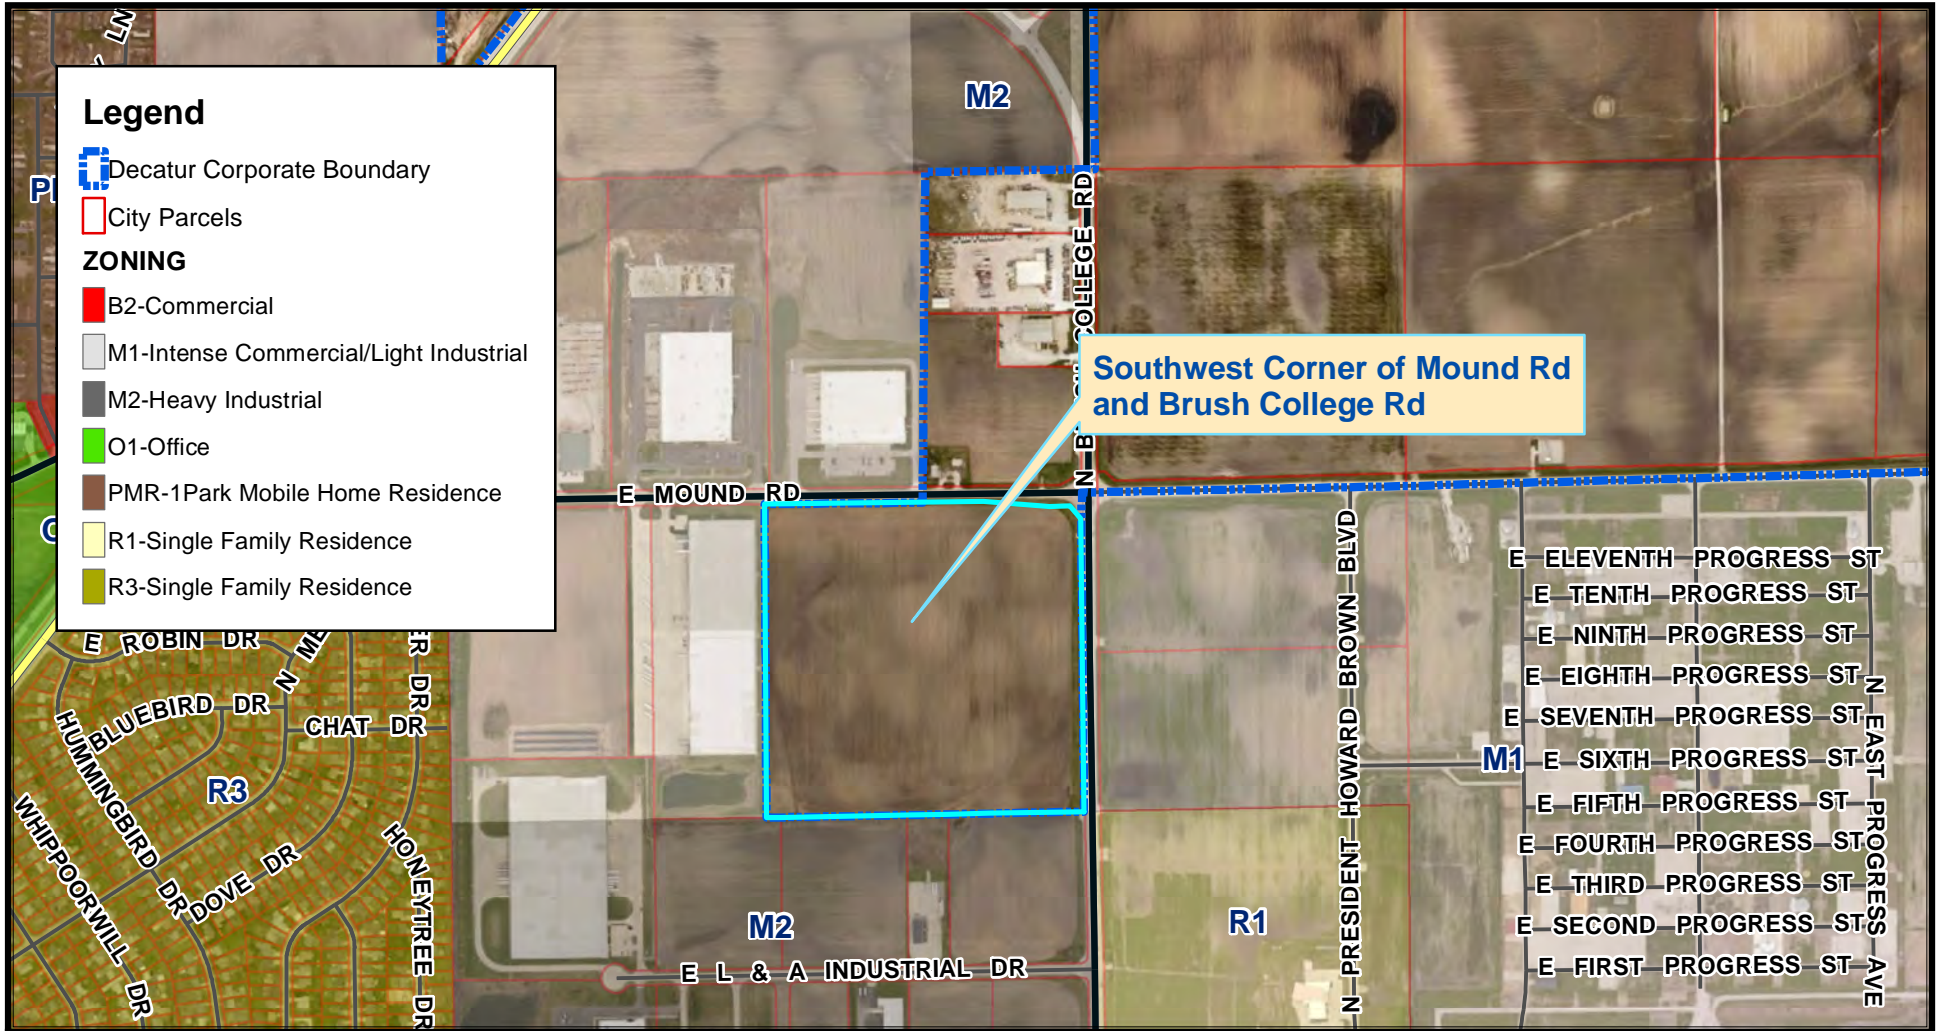 LN
Legend
Decatur Corporate Boundary
City Parcels
ZONING
B2-Commercial
M1-Intense Commercial/Light Industrial
M2-Heavy Industrial
O1-Office
PMR-1Park Mobile Home Residence
R1-Single Family Residence
R3-Single Family Residence
M2
COLLEGE RD
N B
Southwest Corner of Mound Rd
and Brush College Rd
E MOUND RD
E ROBIN DR
N ME
ER DR
BLUEBIRD DR
CHAT DR
HUMMINGBIRD DR
R3
WHIPPOORWILL DR
DOVE DR
HONEYTREE DR
M2
E L & A INDUSTRIAL DR
R1
N PRESIDENT HOWARD BROWN BLVD
M1
E ELEVENTH PROGRESS ST
E TENTH PROGRESS ST
E NINTH PROGRESS ST
E EIGHTH PROGRESS ST
E SEVENTH PROGRESS ST
E SIXTH PROGRESS ST
E FIFTH PROGRESS ST
E FOURTH PROGRESS ST
E THIRD PROGRESS ST
E SECOND PROGRESS ST
E FIRST PROGRESS ST
N EAST PROGRESS AVE